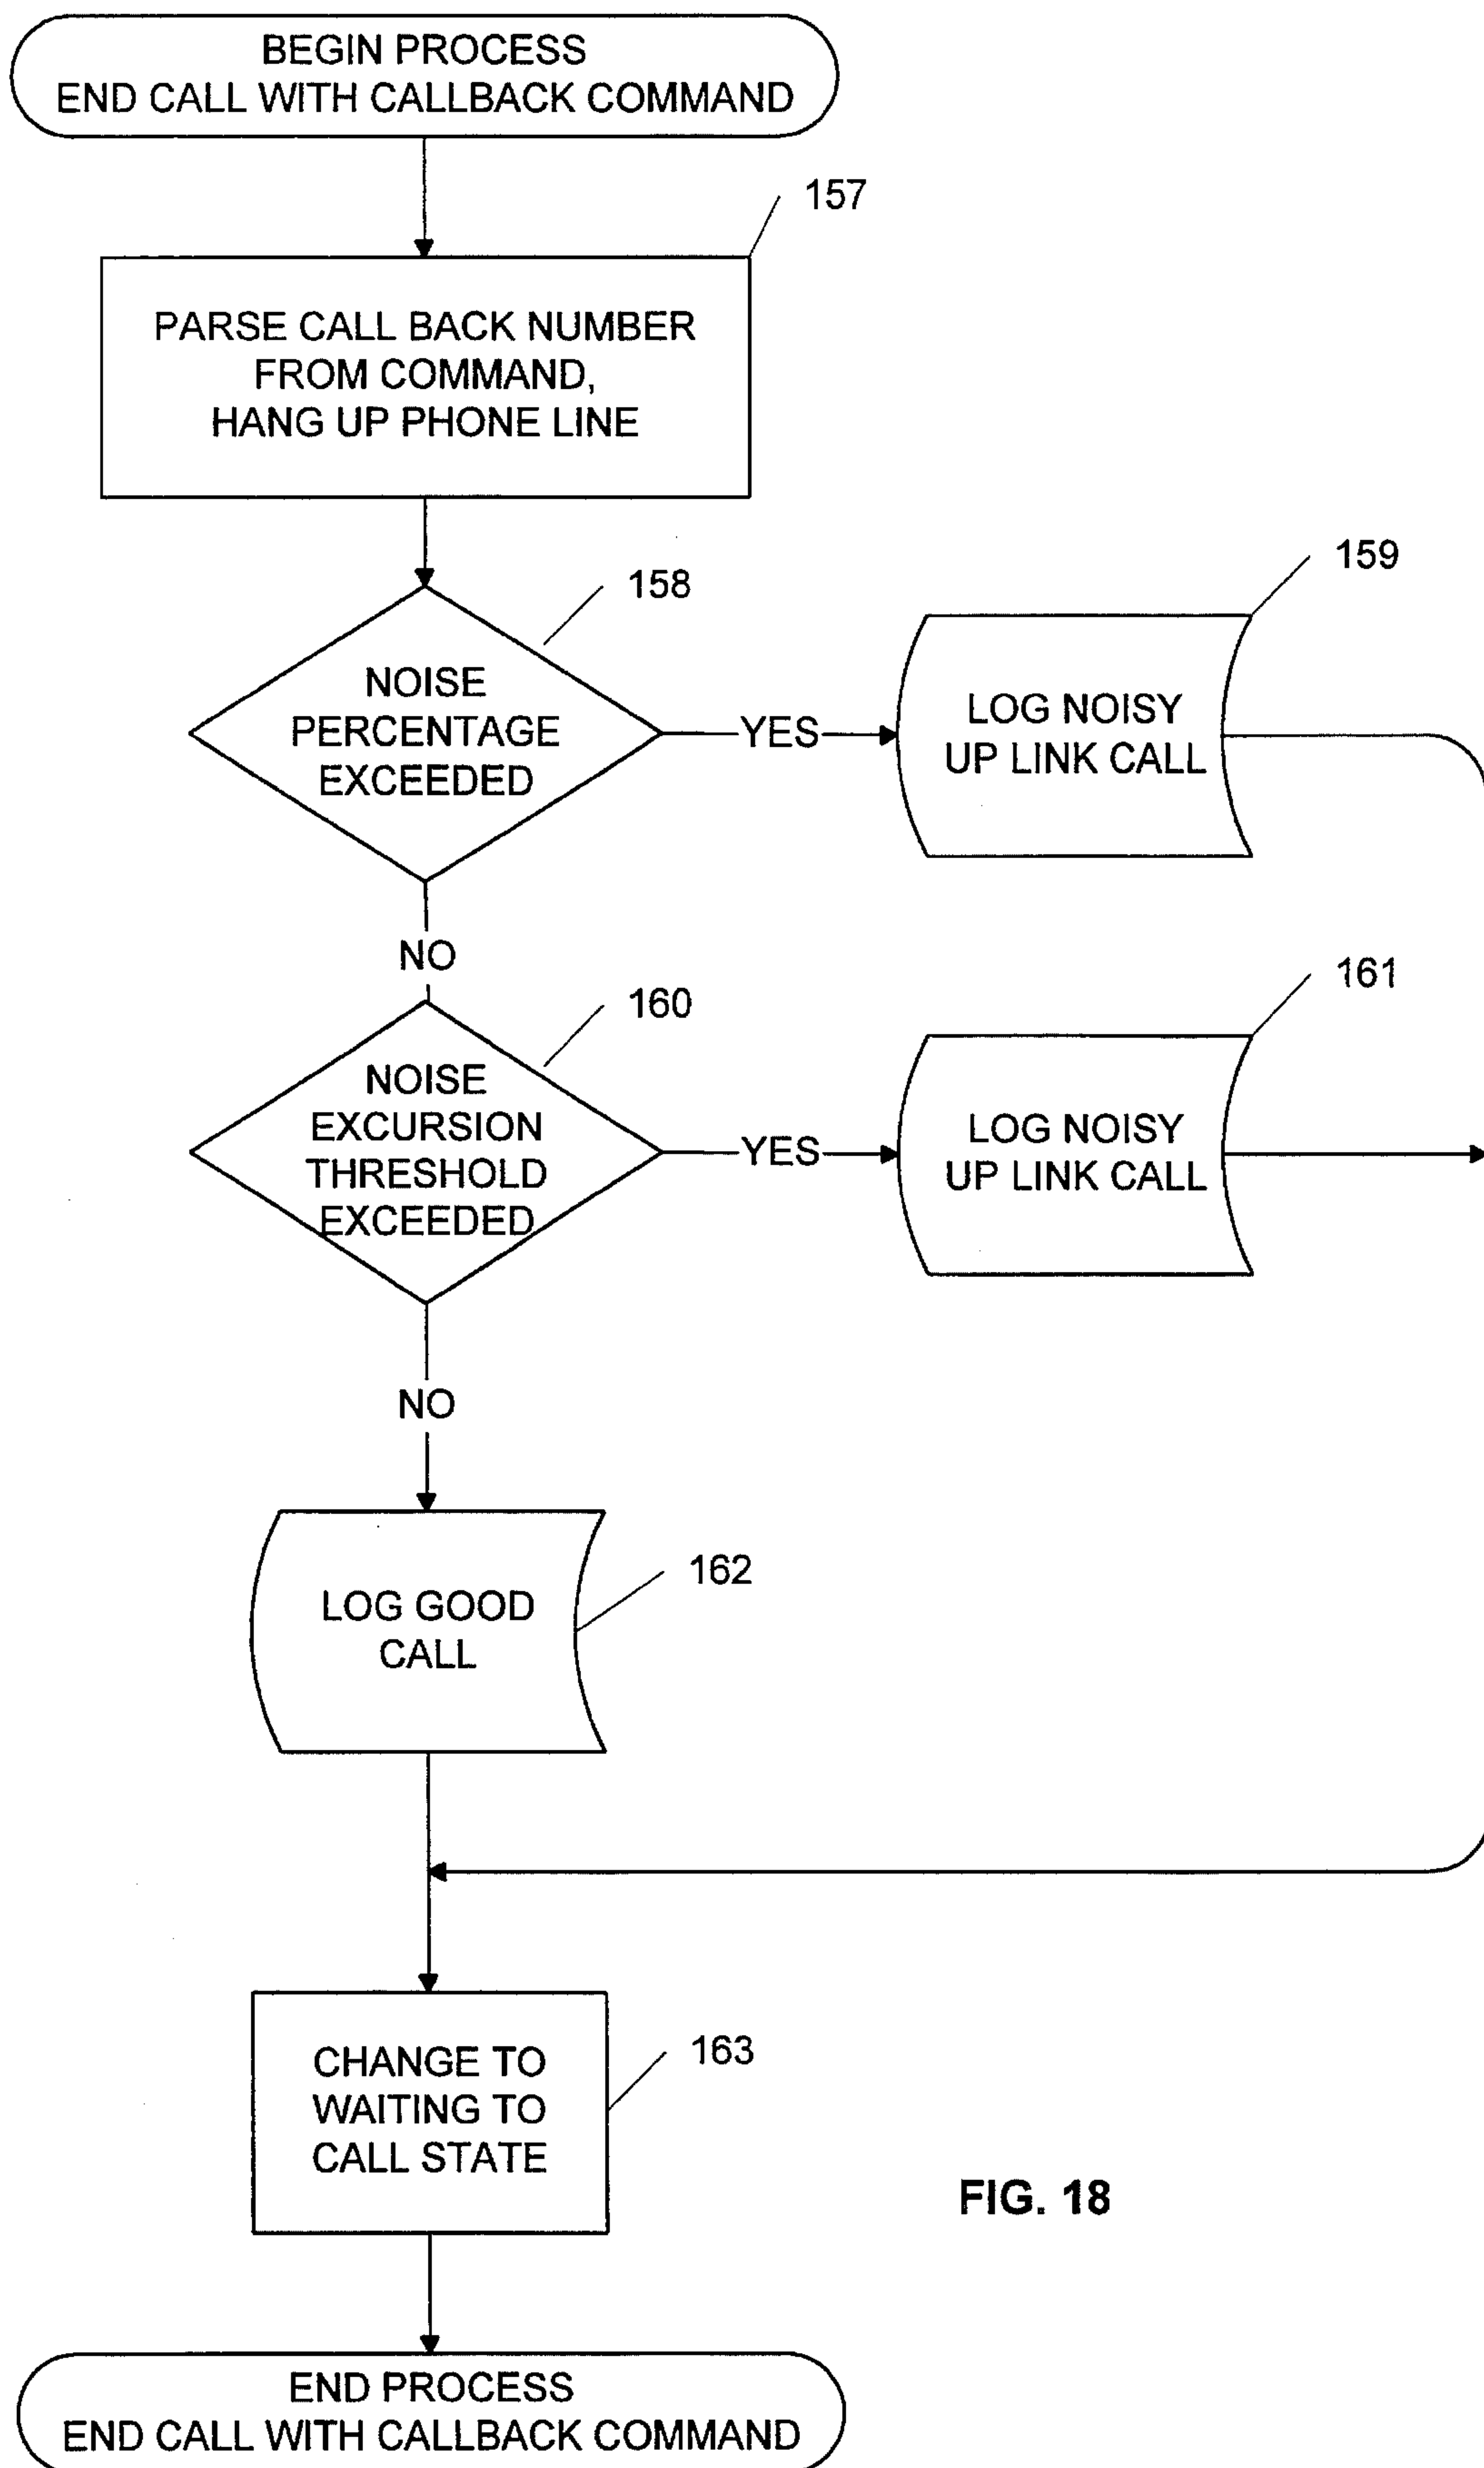 BEGIN PROCESS
END CALL WITH CALLBACK COMMAND
157
PARSE CALL BACK NUMBER
FROM COMMAND,
HANG UP PHONE LINE
158
NOISE
PERCENTAGE
EXCEEDED
YES
159
LOG NOISY
UP LINK CALL
NO
160
NOISE
EXCURSION
THRESHOLD
EXCEEDED
YES
161
LOG NOISY
UP LINK CALL
NO
162
LOG GOOD
CALL
163
CHANGE TO
WAITING TO
CALL STATE
FIG. 18
END PROCESS
END CALL WITH CALLBACK COMMAND